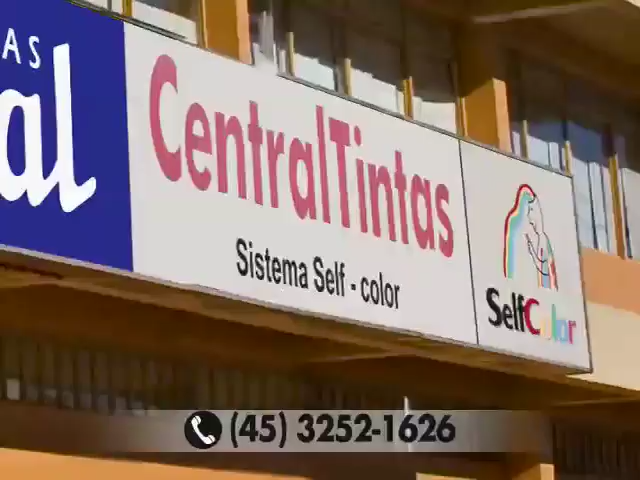 AS
al
CentralTintas
Sistema Self - color
SelfColor
(45) 3252-1626